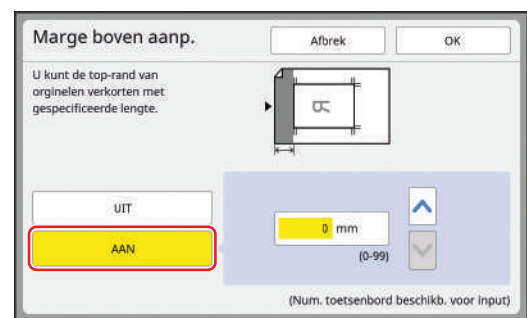 Marge boven aanp.
Afbrek
OK
U kunt de top-rand van
orginelen verkorten met
gespecificeerde lengte.
R
UIT
AAN
0 mm
(0-99)
(Num. toetsenbord beschikb. voor input)